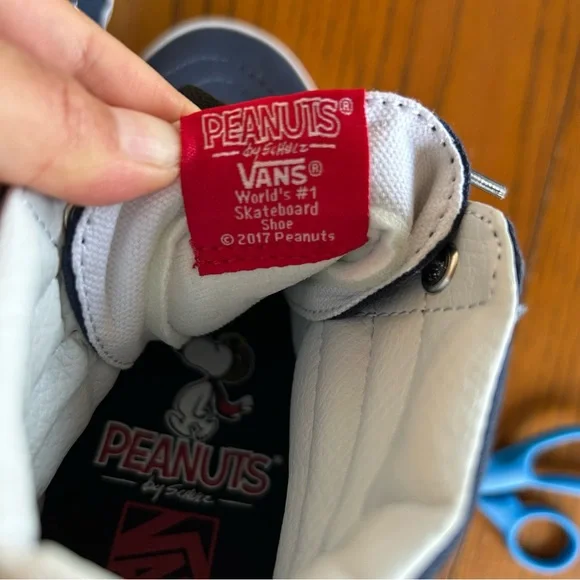 PEANUTS®
by SCHULZ
VANS®
World's #1
Skateboard
Shoe
© 2017 Peanuts
PEANUTS
by SCHULZ